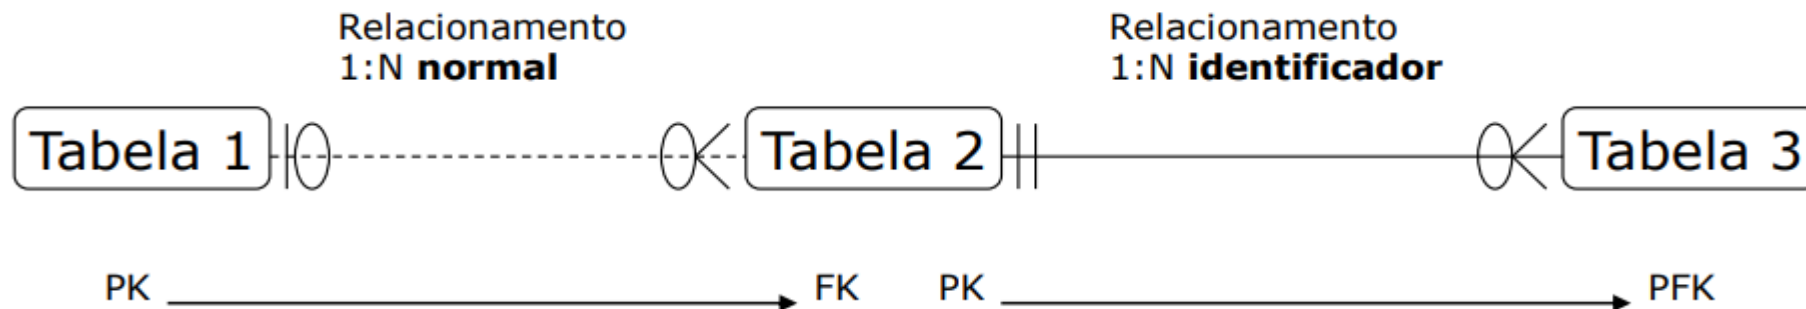 Relacionamento
1:N normal
Relacionamento
1:N identificador
Tabela 1
Tabela 2
Tabela 3
PK
FK
PK
PFK